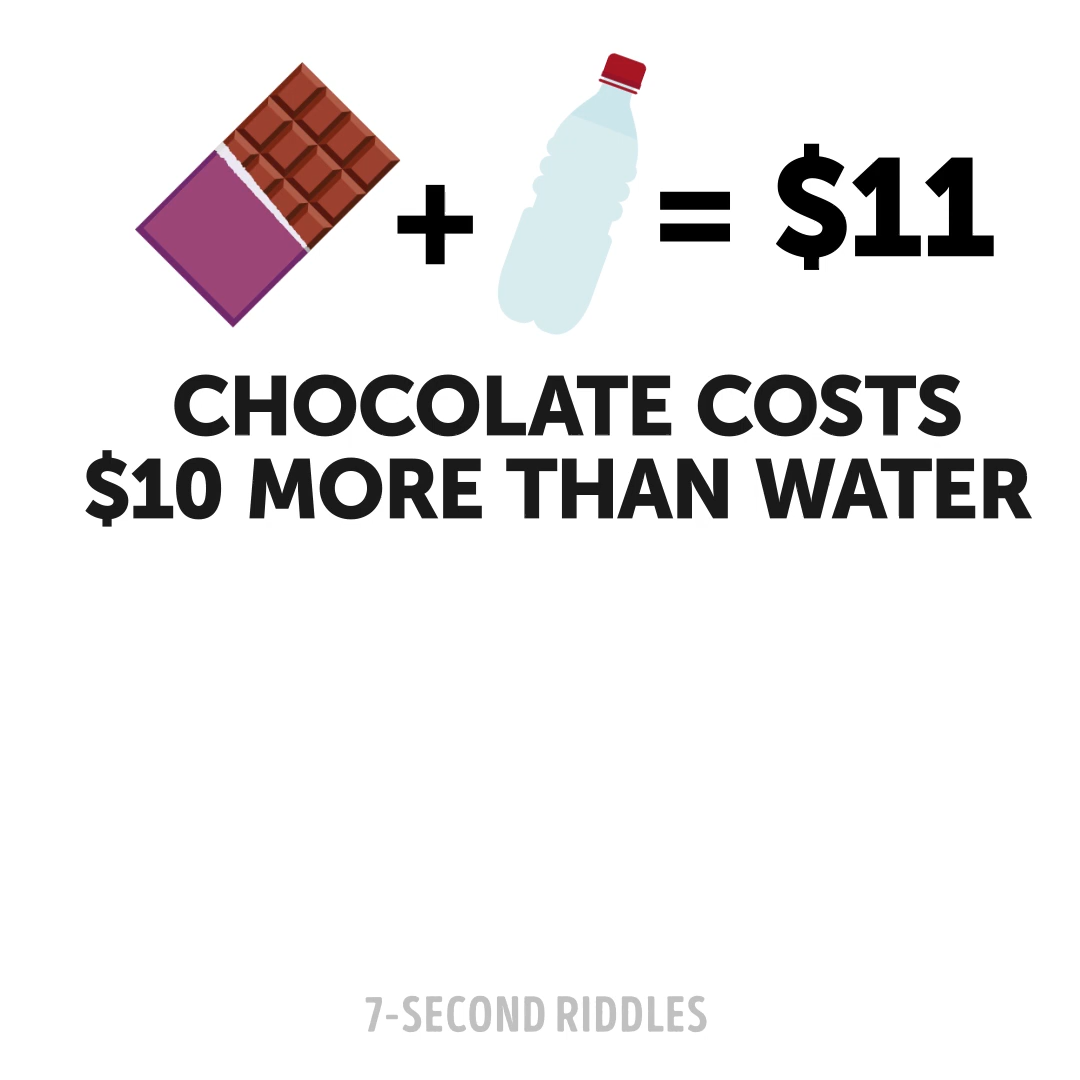 + = $11
CHOCOLATE COSTS
$10 MORE THAN WATER
7-SECOND RIDDLES